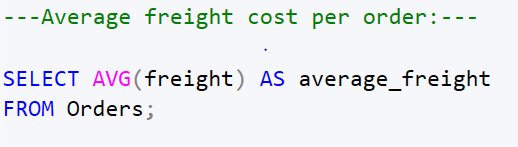 ---Average freight cost per order:---
SELECT AVG(freight) AS average_freight
FROM Orders;